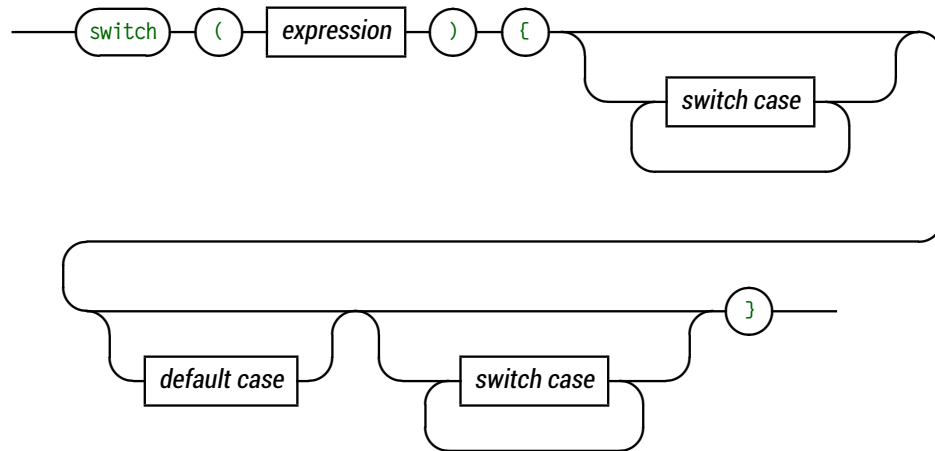 switch ( expression ) {
switch case
}
default case switch case